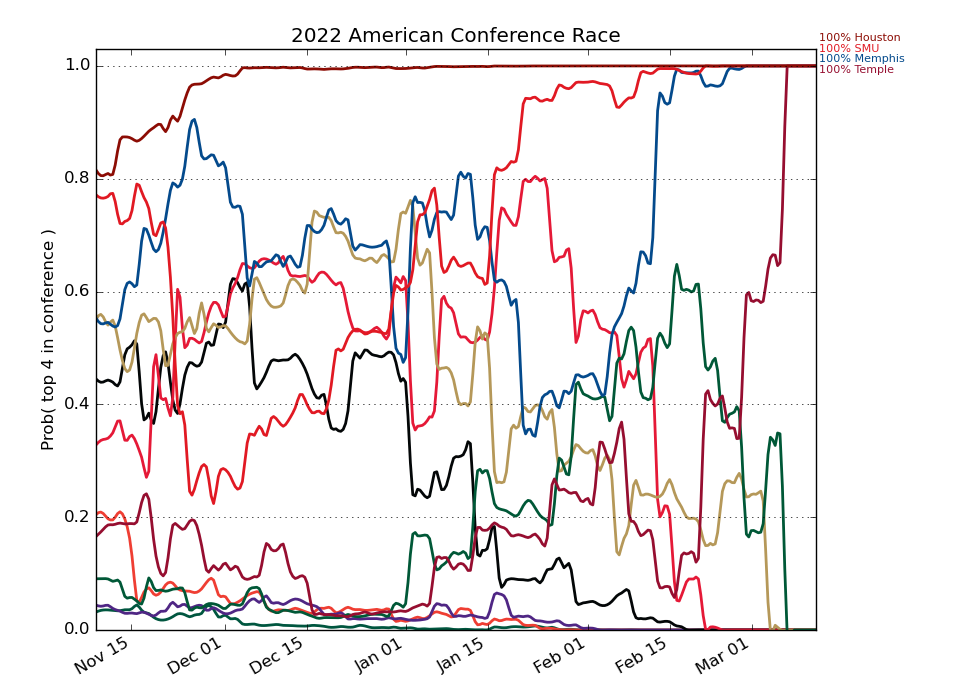 2022 American Conference Race
100% Houston
100% SMU
100% Memphis
100% Temple
Prob( top 4 in conference )
1.0
0.8
0.6
0.4
0.2
0.0
Nov 15
Dec 01
Dec 15
Jan 01
Jan 15
Feb 01
Feb 15
Mar 01